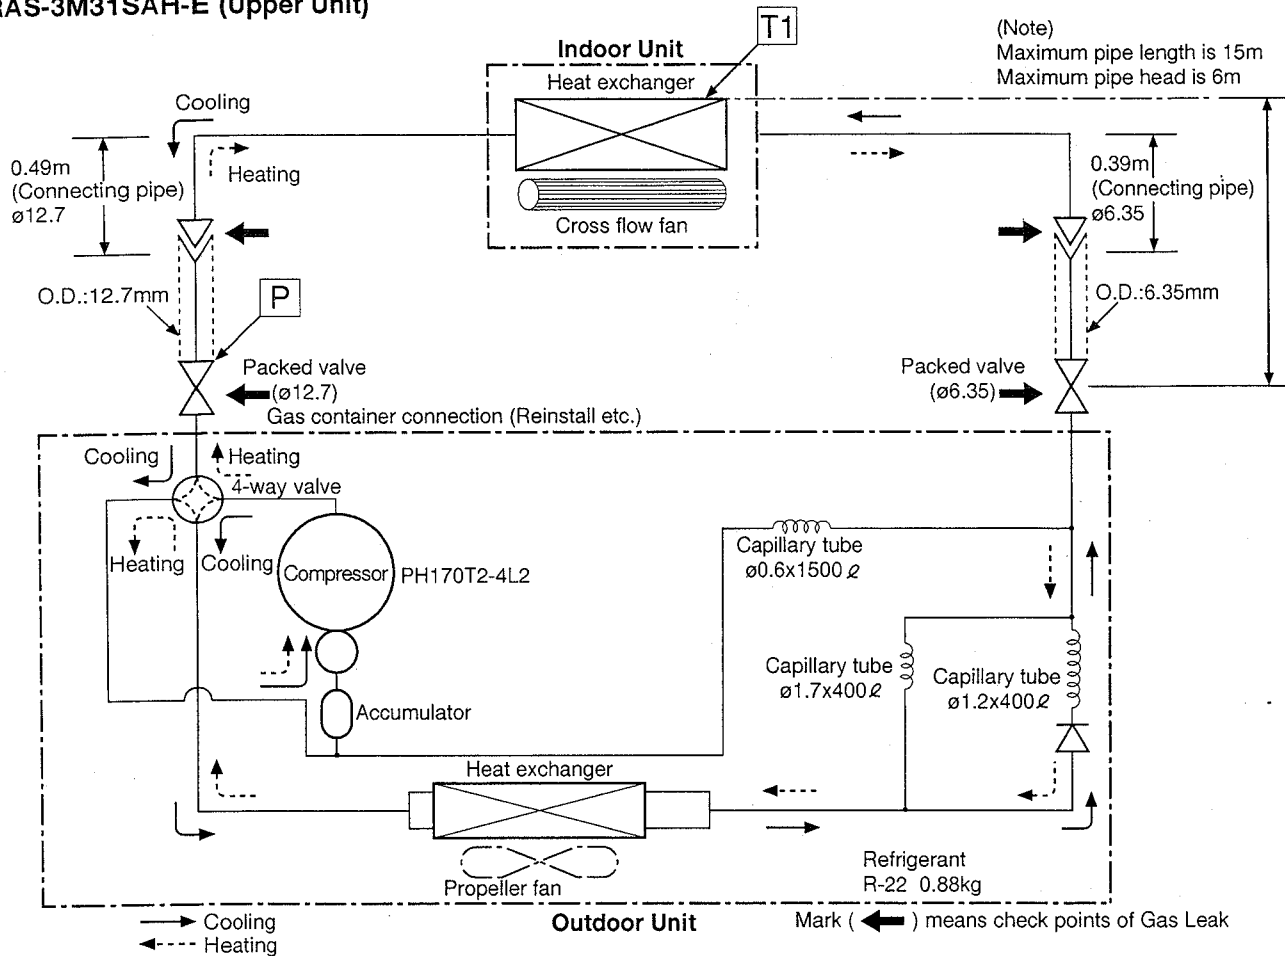 RAS-3M31SAH-E (Upper Unit)
T1
(Note)
Maximum pipe length is 15m
Maximum pipe head is 6m
Indoor Unit
Heat exchanger
Cooling
Heating
0.49m
(Connecting pipe)
ø12.7
0.39m
(Connecting pipe)
ø6.35
Cross flow fan
O.D.:12.7mm
P
O.D.:6.35mm
Packed valve
(ø12.7)
Packed valve
(ø6.35)
Gas container connection (Reinstall etc.)
Cooling
Heating
4-way valve
Heating
Cooling
Compressor
PH170T2-4L2
Capillary tube
ø0.6x1500ℓ
Capillary tube
ø1.7x400ℓ
Capillary tube
ø1.2x400ℓ
Accumulator
Heat exchanger
Propeller fan
Refrigerant
R-22 0.88kg
Cooling
Heating
Outdoor Unit
Mark ( ) means check points of Gas Leak